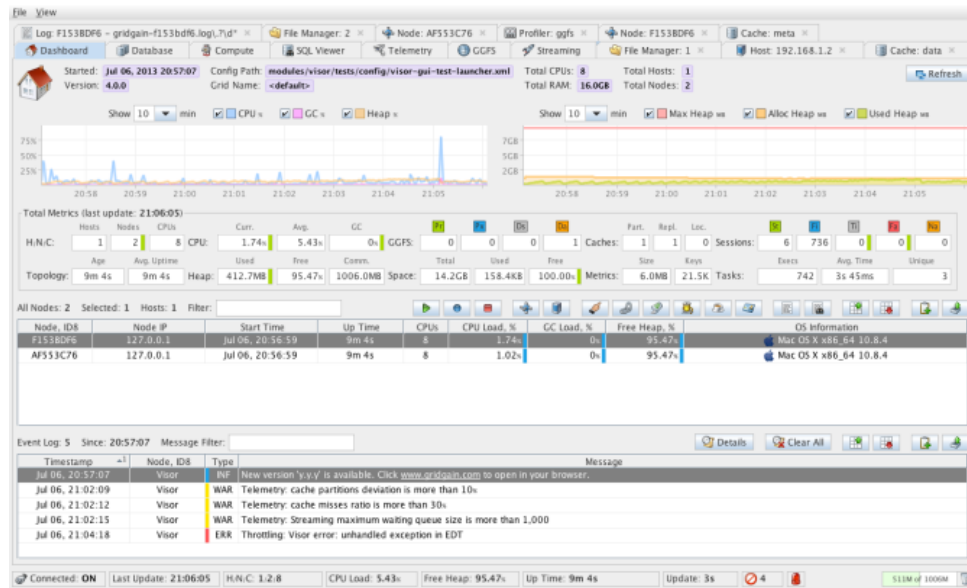 File View
Log: F153BDF6 - gridgain-f153bdf6.log\.?\d* File Manager: 2 Node: AF553C76 Profiler: ggfs Node: F153BDF6 Cache: meta
Dashboard Database Compute SQL Viewer Telemetry GGFS Streaming File Manager: 1 Host: 192.168.1.2 Cache: data
Started: Jul 06, 2013 20:57:07 Config Path: modules/visor/tests/config/visor-gui-test-launcher.xml Total CPUs: 8 Total Hosts: 1 Refresh
Version: 4.0.0 Grid Name: <default> Total RAM: 16.0GB Total Nodes: 2
Show 10 min CPU % GC % Heap % Show 10 min Max Heap MB Alloc Heap MB Used Heap MB
75% 7GB
50% 5GB
25% 2GB
20:58 20:59 21:00 21:01 21:02 21:03 21:04 21:05 20:58 20:59 21:00 21:01 21:02 21:03 21:04 21:05
Total Metrics (last update: 21:06:05)
Hosts Nodes CPUs Curr. Avg. GC Pr Px Ds Du Part. Repl. Loc. St Fi Tj Fa No
H:N:C: 1 2 8 CPU: 1.74% 5.43% 0% GGFS: 0 0 0 1 Caches: 1 1 0 Sessions: 6 736 0 0 0
Age Avg. Uptime Used Free Comm. Total Used Free Size Keys Execs Avg. Time Unique
Topology: 9m 4s 9m 4s Heap: 412.7MB 95.47% 1006.0MB Space: 14.2GB 158.4KB 100.00% Metrics: 6.0MB 21.5K Tasks: 742 3s 45ms 3
All Nodes: 2 Selected: 1 Hosts: 1 Filter:
Node, ID8 Node IP Start Time Up Time CPUs CPU Load, % GC Load, % Free Heap, % OS Information
F153BDF6 127.0.0.1 Jul 06, 20:56:59 9m 4s 8 1.74% 0% 95.47% Mac OS X x86_64 10.8.4
AF553C76 127.0.0.1 Jul 06, 20:56:59 9m 4s 8 1.02% 0% 95.47% Mac OS X x86_64 10.8.4
Event Log: 5 Since: 20:57:07 Message Filter: Details Clear All
Timestamp Node, ID8 Type Message
Jul 06, 20:57:07 Visor INF New version 'y.y.y' is available. Click www.gridgain.com to open in your browser.
Jul 06, 21:02:09 Visor WAR Telemetry: cache partitions deviation is more than 10%
Jul 06, 21:02:12 Visor WAR Telemetry: cache misses ratio is more than 30%
Jul 06, 21:02:15 Visor WAR Telemetry: Streaming maximum waiting queue size is more than 1,000
Jul 06, 21:04:18 Visor ERR Throttling: Visor error: unhandled exception in EDT
Connected: ON Last Update: 21:06:05 H:N:C: 1:2:8 CPU Load: 5.43% Free Heap: 95.47% Up Time: 9m 4s Update: 3s 4 511M of 1006M